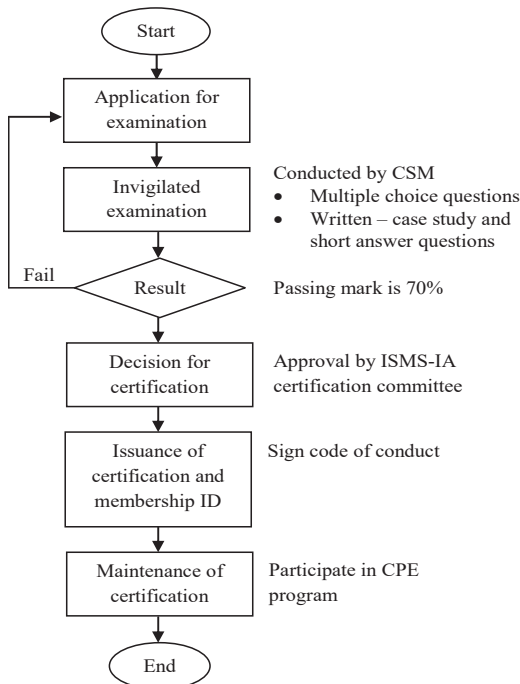 Start
Application for
examination
Invigilated
examination
Conducted by CSM
• Multiple choice questions
• Written – case study and
short answer questions
Fail
Result
Passing mark is 70%
Decision for
certification
Approval by ISMS-IA
certification committee
Issuance of
certification and
membership ID
Sign code of conduct
Maintenance of
certification
Participate in CPE
program
End